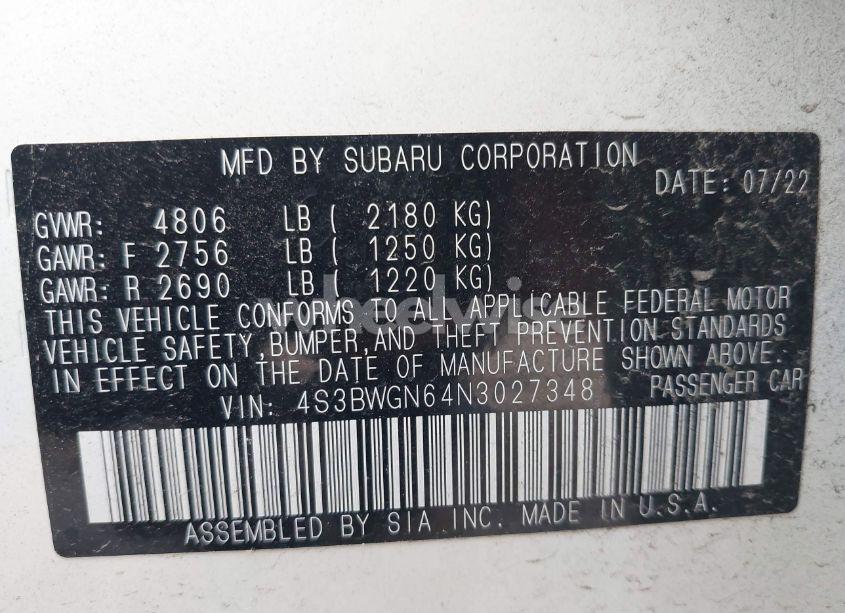 MFD BY SUBARU CORPORATION
DATE: 07/22
GVWR: 4806 LB ( 2180 KG)
GAWR: F 2756 LB ( 1250 KG)
GAWR: R 2690 LB ( 1220 KG)
THIS VEHICLE CONFORMS TO ALL APPLICABLE FEDERAL MOTOR
VEHICLE SAFETY, BUMPER, AND THEFT PREVENTION STANDARDS
IN EFFECT ON THE DATE OF MANUFACTURE SHOWN ABOVE.
VIN: 4S3BWGN64N3027348 PASSENGER CAR
ASSEMBLED BY SIA INC. MADE IN U.S.A.